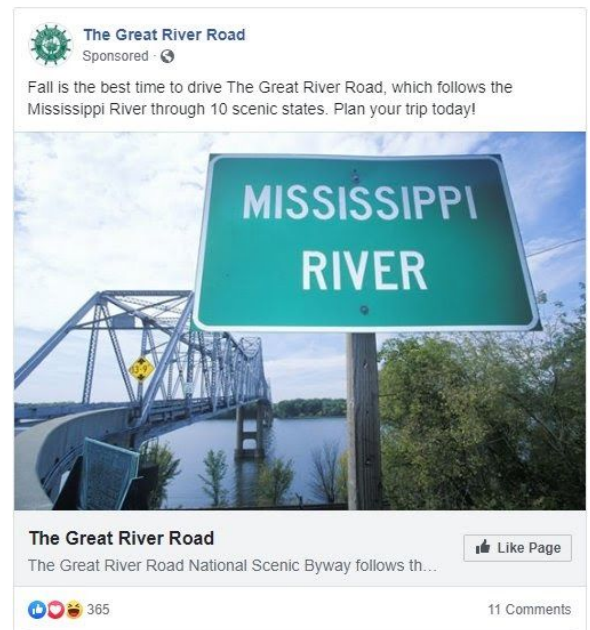 The Great River Road
Sponsored ·
Fall is the best time to drive The Great River Road, which follows the
Mississippi River through 10 scenic states. Plan your trip today!
MISSISSIPPI
RIVER
13-9
The Great River Road
The Great River Road National Scenic Byway follows th...
Like Page
365
11 Comments